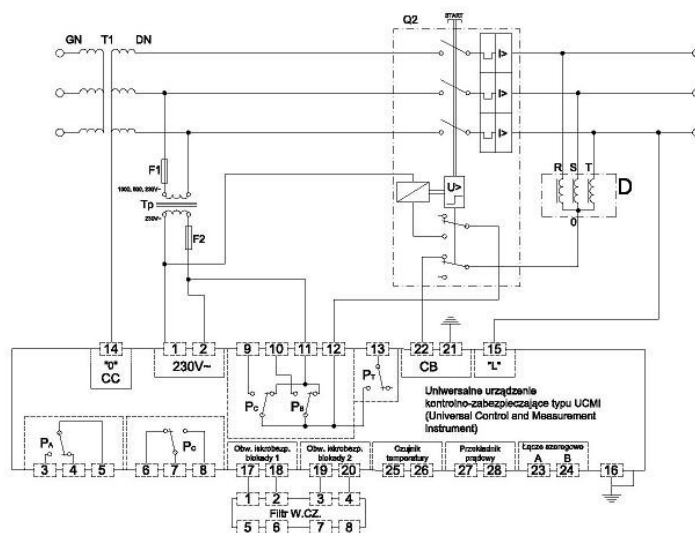 START
Q2
GN T1 DN
I>
I>
I>
F1
R S T
D
1000, 500, 230V~
U>
Tp
230V~
F2
0
14
1 2
9 10 11 12
13
22 21
15
"0"
CC
230V~
CB
"L"
PT
PC
PB
Uniwersalne urządzenie
kontrolno-zabezpieczające typu UCMI
(Universal Control and Measurement
Instrument)
PA
PC
Obw. iskrobezp.
blokady 1
Obw. iskrobezp.
blokady 2
Czujnik
temperatury
Przekładnik
prądowy
Łącze szeregowe
A B
3 4 5
6 7 8
17 18
19 20
25 26
27 28
23 24
16
1 2 3 4
Filtr W.CZ.
5 6 7 8